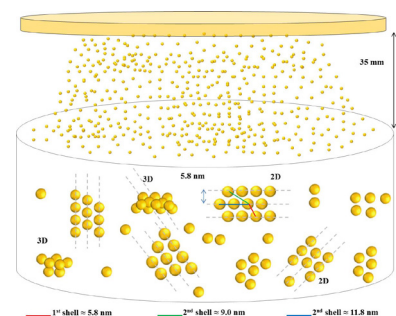 35 mm
5.8 nm
3D
2D
3D
2D
1st shell ≈ 5.8 nm
2nd shell ≈ 9.0 nm
2nd shell ≈ 11.8 nm